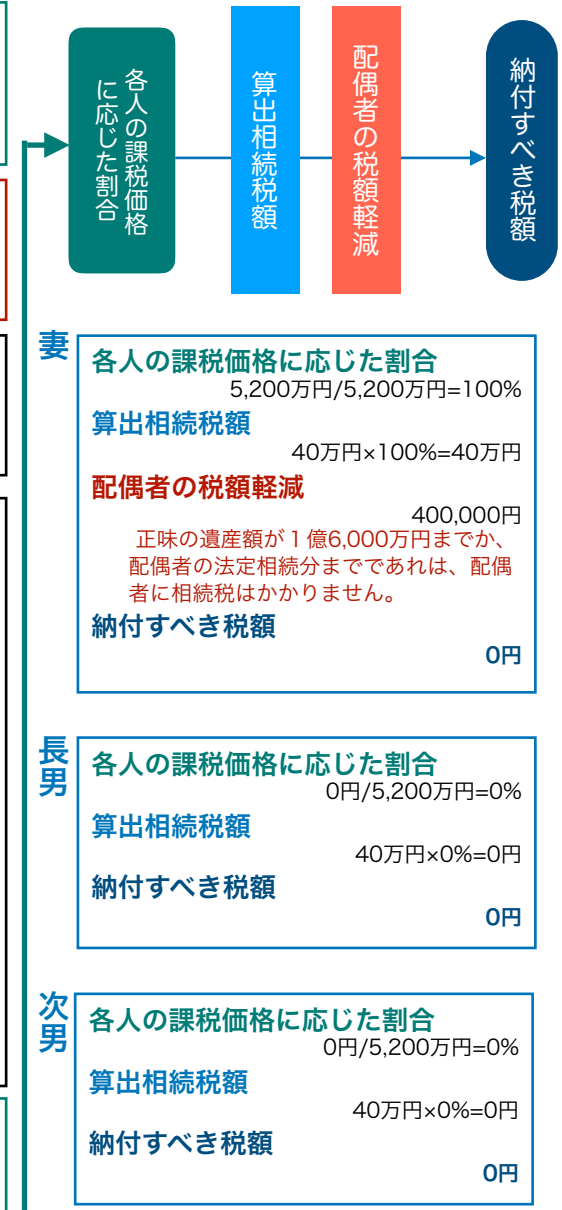 各人の課税価格
に応じた割合
算出相続税額
配偶者の税額軽減
納付すべき税額
妻
各人の課税価格に応じた割合
5,200万円/5,200万円=100%
算出相続税額
40万円×100%=40万円
配偶者の税額軽減
400,000円
正味の遺産額が１億6,000万円までか、
配偶者の法定相続分までであれは、配偶
者に相続税はかかりません。
納付すべき税額
0円
長男
各人の課税価格に応じた割合
0円/5,200万円=0%
算出相続税額
40万円×0%=0円
納付すべき税額
0円
次男
各人の課税価格に応じた割合
0円/5,200万円=0%
算出相続税額
40万円×0%=0円
納付すべき税額
0円